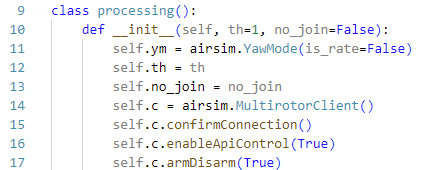 9 class processing():
10     def __init__(self, th=1, no_join=False):
11         self.ym = airsim.YawMode(is_rate=False)
12         self.th = th
13         self.no_join = no_join
14         self.c = airsim.MultirotorClient()
15         self.c.confirmConnection()
16         self.c.enableApiControl(True)
17         self.c.armDisarm(True)